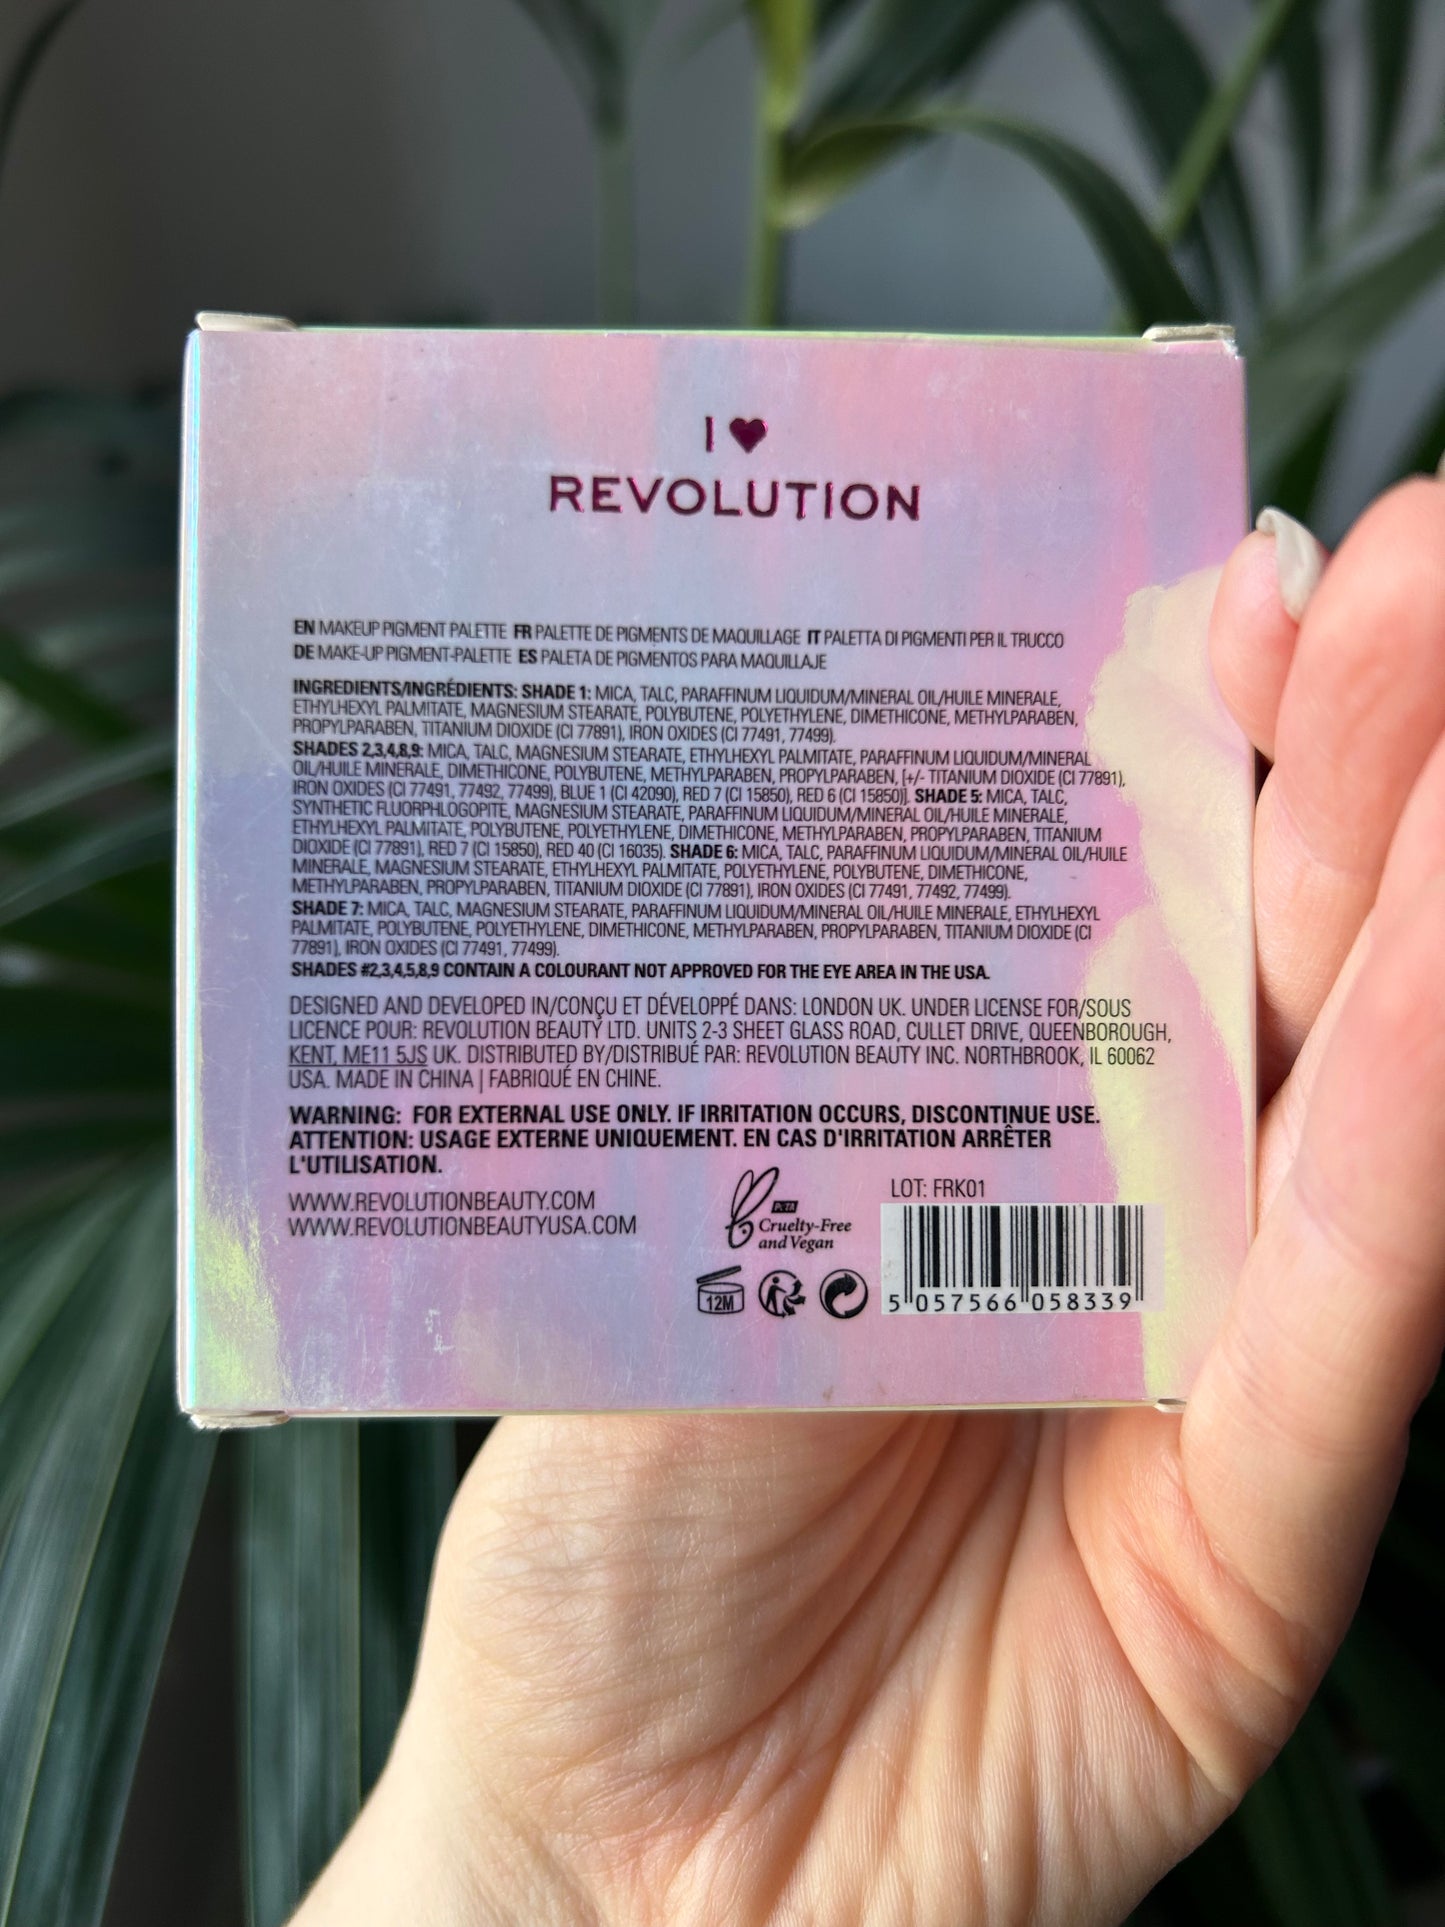 I ♥
REVOLUTION
EN MAKEUP PIGMENT PALETTE FR PALETTE DE PIGMENTS DE MAQUILLAGE IT PALETTA DI PIGMENTI PER IL TRUCCO
DE MAKE-UP PIGMENT-PALETTE ES PALETA DE PIGMENTOS PARA MAQUILLAJE
INGREDIENTS/INGRÉDIENTS: SHADE 1: MICA, TALC, PARAFFINUM LIQUIDUM/MINERAL OIL/HUILE MINERALE,
ETHYLHEXYL PALMITATE, MAGNESIUM STEARATE, POLYBUTENE, POLYETHYLENE, DIMETHICONE, METHYLPARABEN,
PROPYLPARABEN, TITANIUM DIOXIDE (CI 77891), IRON OXIDES (CI 77491, 77499).
SHADES 2,3,4,8,9: MICA, TALC, MAGNESIUM STEARATE, ETHYLHEXYL PALMITATE, PARAFFINUM LIQUIDUM/MINERAL
OIL/HUILE MINERALE, DIMETHICONE, POLYBUTENE, METHYLPARABEN, PROPYLPARABEN, [+/- TITANIUM DIOXIDE (CI 77891),
IRON OXIDES (CI 77491, 77492, 77499), BLUE 1 (CI 42090), RED 7 (CI 15850), RED 6 (CI 15850)]. SHADE 5: MICA, TALC,
SYNTHETIC FLUORPHLOGOPITE, MAGNESIUM STEARATE, PARAFFINUM LIQUIDUM/MINERAL OIL/HUILE MINERALE,
ETHYLHEXYL PALMITATE, POLYBUTENE, POLYETHYLENE, DIMETHICONE, METHYLPARABEN, PROPYLPARABEN, TITANIUM
DIOXIDE (CI 77891), RED 7 (CI 15850), RED 40 (CI 16035). SHADE 6: MICA, TALC, PARAFFINUM LIQUIDUM/MINERAL OIL/HUILE
MINERALE, MAGNESIUM STEARATE, ETHYLHEXYL PALMITATE, POLYETHYLENE, POLYBUTENE, DIMETHICONE,
METHYLPARABEN, PROPYLPARABEN, TITANIUM DIOXIDE (CI 77891), IRON OXIDES (CI 77491, 77492, 77499).
SHADE 7: MICA, TALC, MAGNESIUM STEARATE, PARAFFINUM LIQUIDUM/MINERAL OIL/HUILE MINERALE, ETHYLHEXYL
PALMITATE, POLYBUTENE, POLYETHYLENE, DIMETHICONE, METHYLPARABEN, PROPYLPARABEN, TITANIUM DIOXIDE (CI
77891), IRON OXIDES (CI 77491, 77499).
SHADES #2,3,4,5,8,9 CONTAIN A COLOURANT NOT APPROVED FOR THE EYE AREA IN THE USA.
DESIGNED AND DEVELOPED IN/CONÇU ET DÉVELOPPÉ DANS: LONDON UK. UNDER LICENSE FOR/SOUS
LICENCE POUR: REVOLUTION BEAUTY LTD. UNITS 2-3 SHEET GLASS ROAD, CULLET DRIVE, QUEENBOROUGH,
KENT, ME11 5JS UK. DISTRIBUTED BY/DISTRIBUÉ PAR: REVOLUTION BEAUTY INC. NORTHBROOK, IL 60062
USA. MADE IN CHINA | FABRIQUÉ EN CHINE.
WARNING: FOR EXTERNAL USE ONLY. IF IRRITATION OCCURS, DISCONTINUE USE.
ATTENTION: USAGE EXTERNE UNIQUEMENT. EN CAS D'IRRITATION ARRÊTER
L'UTILISATION.
WWW.REVOLUTIONBEAUTY.COM
WWW.REVOLUTIONBEAUTYUSA.COM
PETA
Cruelty-Free
and Vegan
12M
LOT: FRK01
5 057566 058339